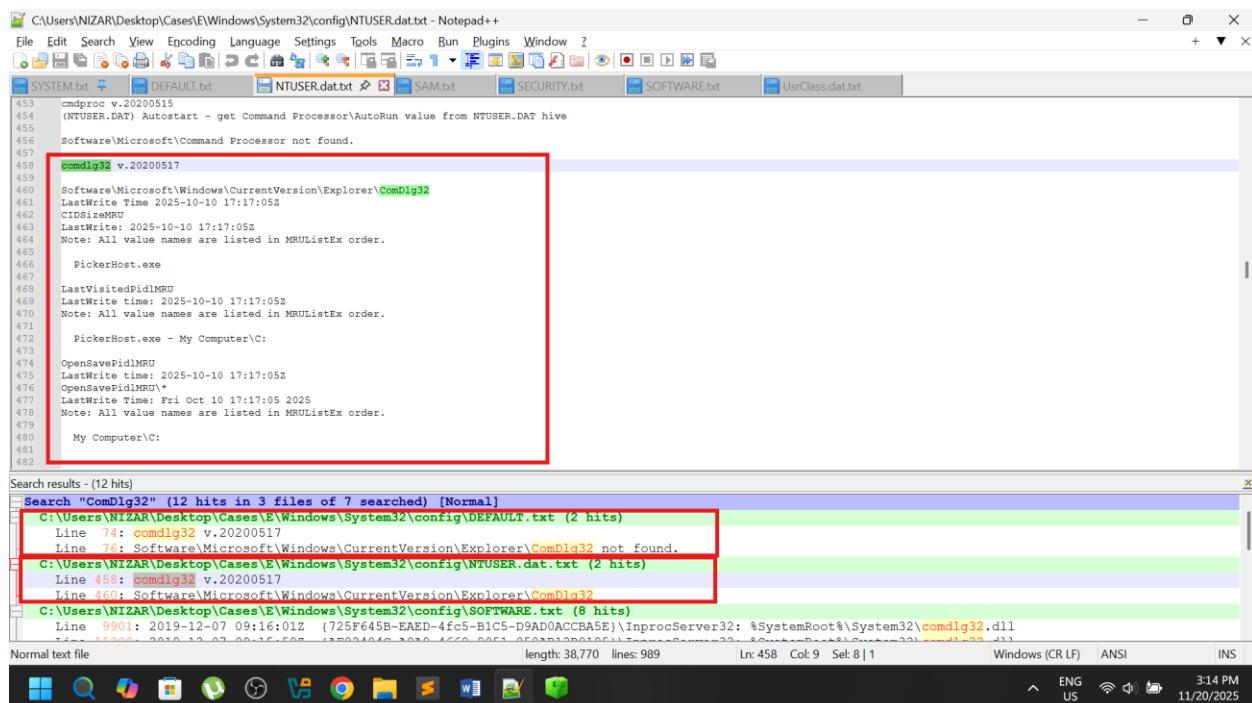 C:\Users\NIZAR\Desktop\Cases\E\Windows\System32\config\NTUSER.dat.txt - Notepad++
File Edit Search View Encoding Language Settings Tools Macro Run Plugins Window ?
SYSTEM.txt DEFAULT.txt NTUSER.dat.txt SAM.txt SECURITY.txt SOFTWARE.txt UsrClass.dat.txt
453 cmdproc v.20200515
454 (NTUSER.DAT) Autostart - get Command Processor\AutoRun value from NTUSER.DAT hive
455
456 Software\Microsoft\Command Processor not found.
457
458 comdlg32 v.20200517
459
460 Software\Microsoft\Windows\CurrentVersion\Explorer\ComDlg32
461 LastWrite Time 2025-10-10 17:17:05Z
462 CIDSizeMRU
463 LastWrite: 2025-10-10 17:17:05Z
464 Note: All value names are listed in MRUListEx order.
465
466 PickerHost.exe
467
468 LastVisitedPidlMRU
469 LastWrite time: 2025-10-10 17:17:05Z
470 Note: All value names are listed in MRUListEx order.
471
472 PickerHost.exe - My Computer\C:
473
474 OpenSavePidlMRU
475 LastWrite time: 2025-10-10 17:17:05Z
476 OpenSavePidlMRU\*
477 LastWrite Time: Fri Oct 10 17:17:05 2025
478 Note: All value names are listed in MRUListEx order.
479
480 My Computer\C:
481
482
Search results - (12 hits)
Search "ComDlg32" (12 hits in 3 files of 7 searched) [Normal]
C:\Users\NIZAR\Desktop\Cases\E\Windows\System32\config\DEFAULT.txt (2 hits)
Line 74: comdlg32 v.20200517
Line 76: Software\Microsoft\Windows\CurrentVersion\Explorer\ComDlg32 not found.
C:\Users\NIZAR\Desktop\Cases\E\Windows\System32\config\NTUSER.dat.txt (2 hits)
Line 458: comdlg32 v.20200517
Line 460: Software\Microsoft\Windows\CurrentVersion\Explorer\ComDlg32
C:\Users\NIZAR\Desktop\Cases\E\Windows\System32\config\SOFTWARE.txt (8 hits)
Line 9901: 2019-12-07 09:16:01Z {725F645B-EAED-4fc5-B1C5-D9AD0ACCBA5E}\InprocServer32: %SystemRoot%\System32\comdlg32.dll
Normal text file length: 38,770 lines: 989 Ln: 458 Col: 9 Sel: 8 | 1 Windows (CR LF) ANSI INS
ENG
US
3:14 PM
11/20/2025